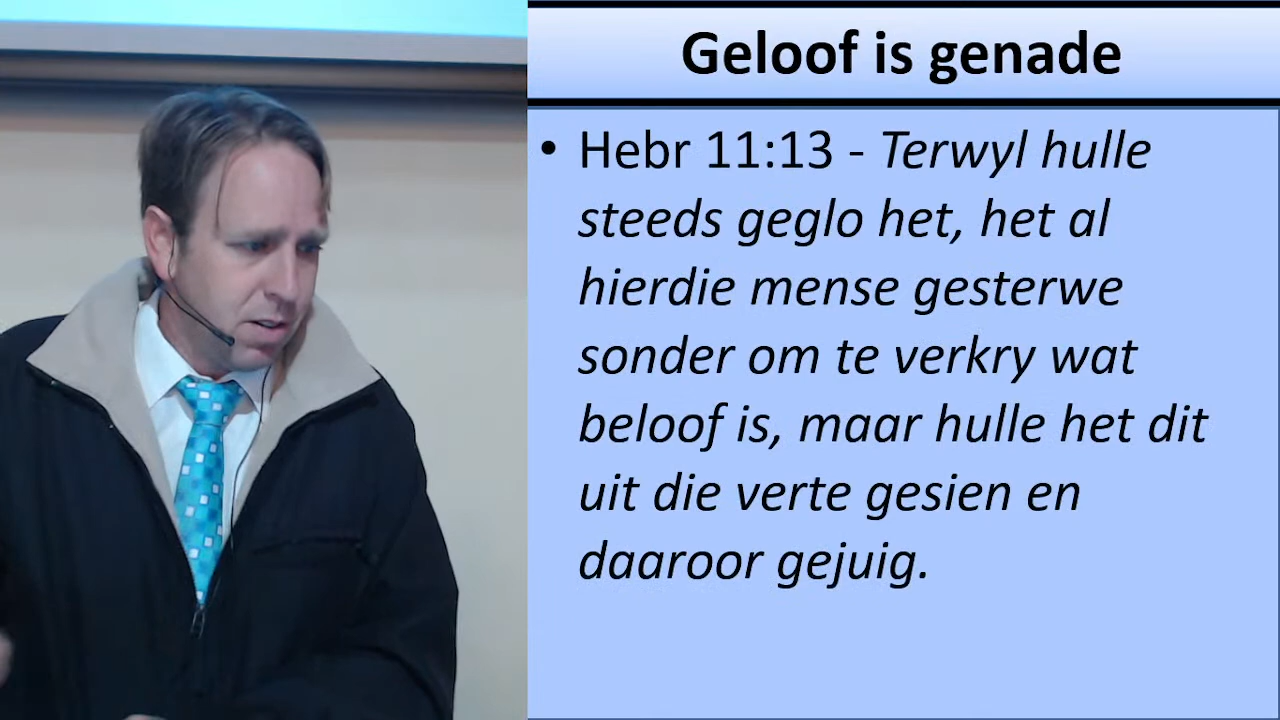 Geloof is genade
• Hebr 11:13 - Terwyl hulle
steeds geglo het, het al
hierdie mense gesterwe
sonder om te verkry wat
beloof is, maar hulle het dit
uit die verte gesien en
daaroor gejuig.